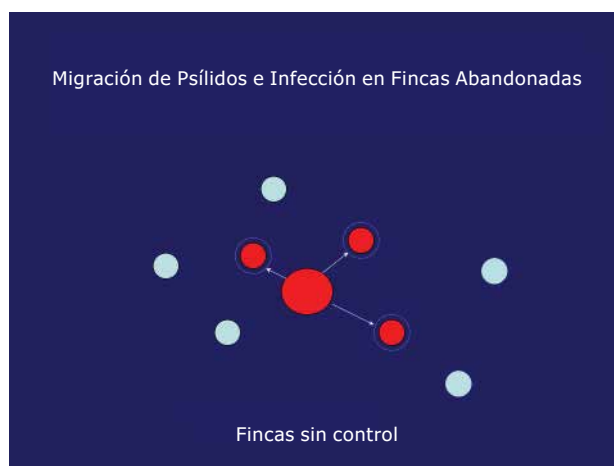 Migración de Psílidos e Infección en Fincas Abandonadas
Fincas sin control